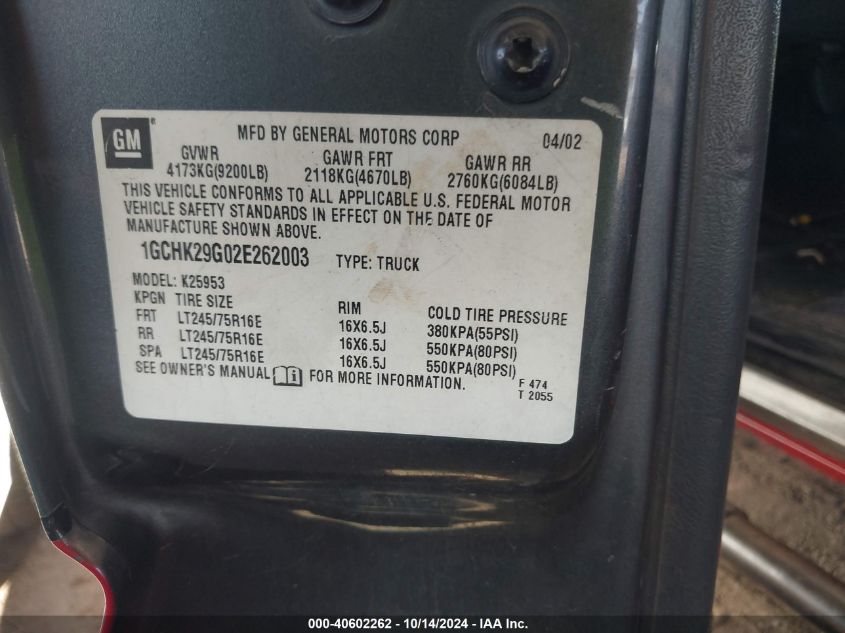 GM®
MFD BY GENERAL MOTORS CORP 04/02
GVWR GAWR FRT GAWR RR
4173KG(9200LB) 2118KG(4670LB) 2760KG(6084LB)
THIS VEHICLE CONFORMS TO ALL APPLICABLE U.S. FEDERAL MOTOR
VEHICLE SAFETY STANDARDS IN EFFECT ON THE DATE OF
MANUFACTURE SHOWN ABOVE.
1GCHK29G02E262003 TYPE: TRUCK
MODEL: K25953
KPGN TIRE SIZE RIM COLD TIRE PRESSURE
FRT LT245/75R16E 16X6.5J 380KPA(55PSI)
RR LT245/75R16E 16X6.5J 550KPA(80PSI)
SPA LT245/75R16E 16X6.5J 550KPA(80PSI)
SEE OWNER'S MANUAL FOR MORE INFORMATION.
F 474
T 2055
000-40602262 - 10/14/2024 - IAA Inc.